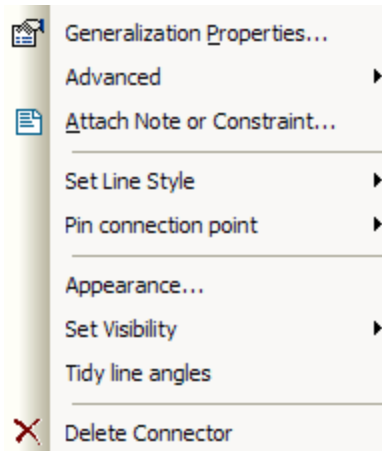 Generalization Properties...
Advanced
Attach Note or Constraint...
Set Line Style
Pin connection point
Appearance...
Set Visibility
Tidy line angles
Delete Connector